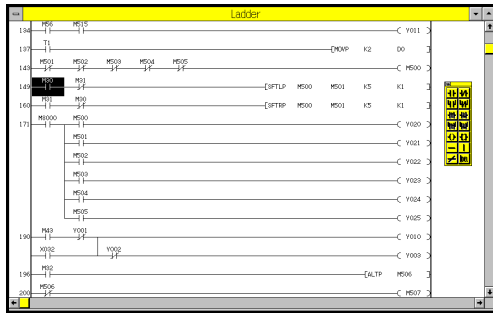 Ladder
M56 M515
134 Y011
T1
137 MOVP K2 D0
M501 M502 M503 M504 M505
143 M500
M30 M31
149 SFTLP M500 M501 K5 K1
M31 M30
160 SFTRP M500 M501 K5 K1
M8000 M500
171 Y020
M501
Y021
M502
Y022
M503
Y023
M504
Y024
M505
Y025
M43 Y001
190 Y010
X032 Y002
Y003
M32
196 ALTP M506
M506
200 M507